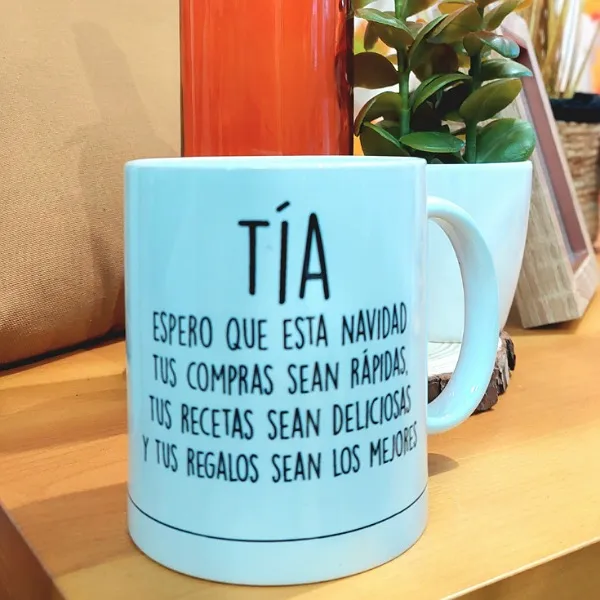 TÍA
ESPERO QUE ESTA NAVIDAD
TUS COMPRAS SEAN RÁPIDAS,
TUS RECETAS SEAN DELICIOSAS
Y TUS REGALOS SEAN LOS MEJORES